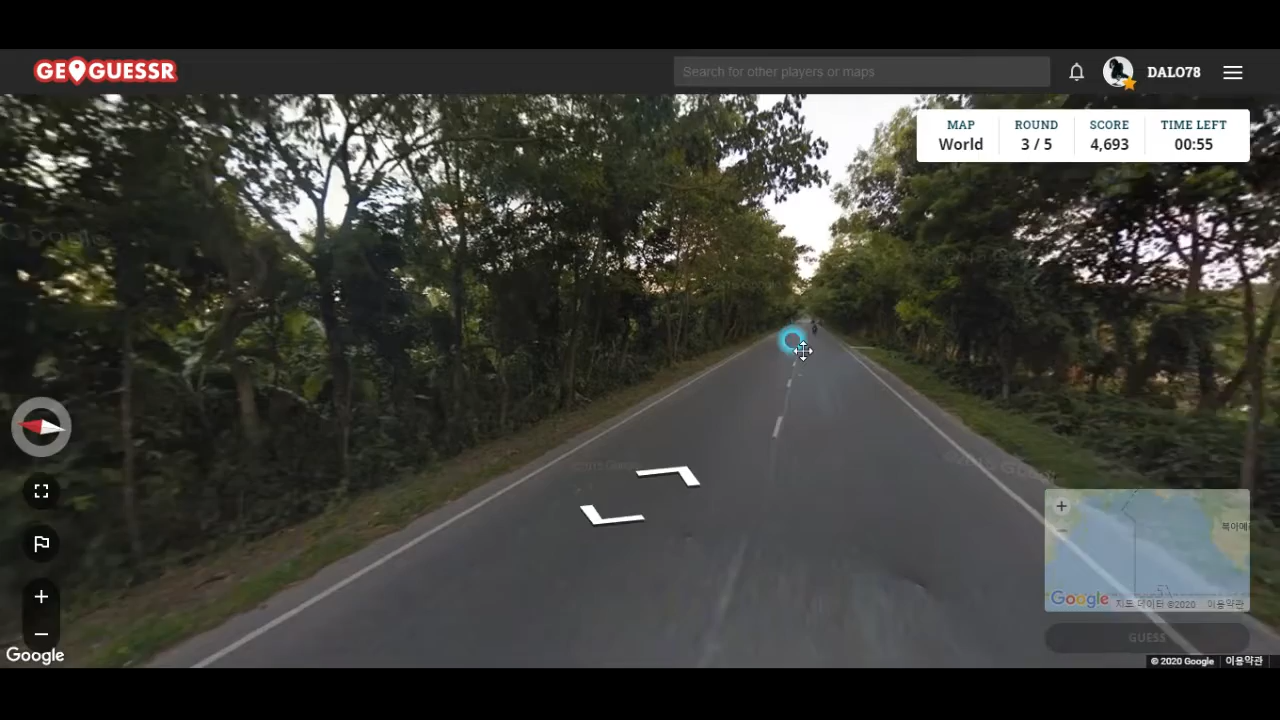 GEOGUESSR
Search for other players or maps
DALO78
MAP ROUND SCORE TIME LEFT
World 3 / 5 4,693 00:55
Google
지도 데이터 ©2020 이용약관
GUESS
Google
© 2020 Google 이용약관